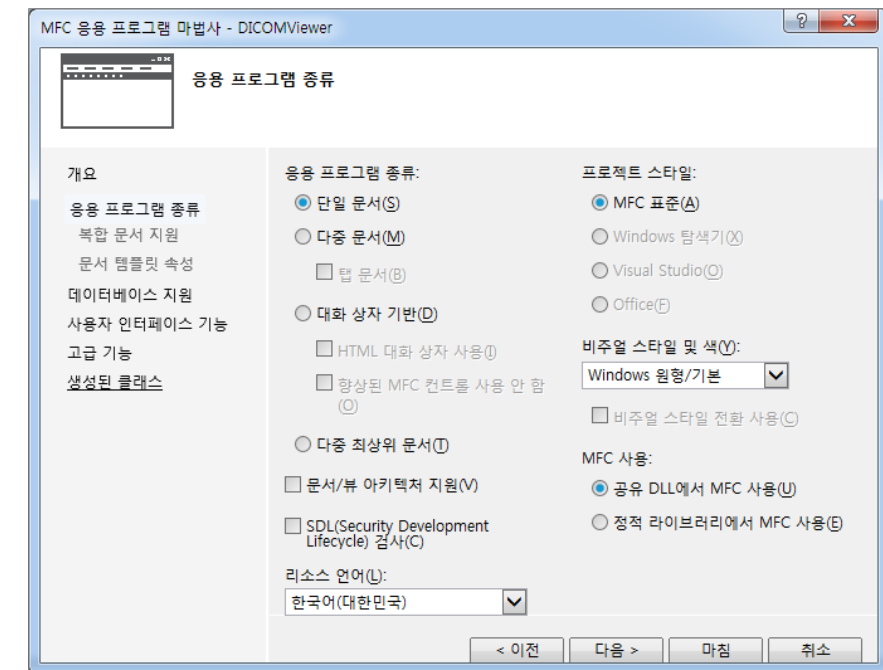 MFC 응용 프로그램 마법사 - DICOMViewer
응용 프로그램 종류
개요
응용 프로그램 종류
복합 문서 지원
문서 템플릿 속성
데이터베이스 지원
사용자 인터페이스 기능
고급 기능
생성된 클래스
응용 프로그램 종류:
단일 문서(S)
다중 문서(M)
탭 문서(B)
대화 상자 기반(D)
HTML 대화 상자 사용(I)
향상된 MFC 컨트롤 사용 안 함
(O)
다중 최상위 문서(T)
문서/뷰 아키텍처 지원(V)
SDL(Security Development
Lifecycle) 검사(C)
리소스 언어(L):
한국어(대한민국)
프로젝트 스타일:
MFC 표준(A)
Windows 탐색기(X)
Visual Studio(O)
Office(F)
비주얼 스타일 및 색(Y):
Windows 원형/기본
비주얼 스타일 전환 사용(C)
MFC 사용:
공유 DLL에서 MFC 사용(U)
정적 라이브러리에서 MFC 사용(E)
< 이전
다음 >
마침
취소